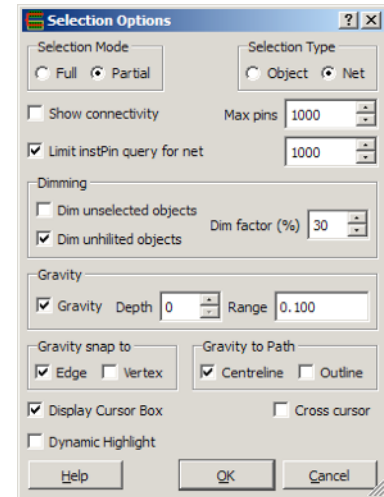 Selection Options
Selection Mode
Full Partial
Selection Type
Object Net
Show connectivity Max pins 1000
Limit instPin query for net 1000
Dimming
Dim unselected objects
Dim unhilited objects
Dim factor (%) 30
Gravity
Gravity Depth 0 Range 0.100
Gravity snap to
Edge Vertex
Gravity to Path
Centreline Outline
Display Cursor Box Cross cursor
Dynamic Highlight
Help OK Cancel